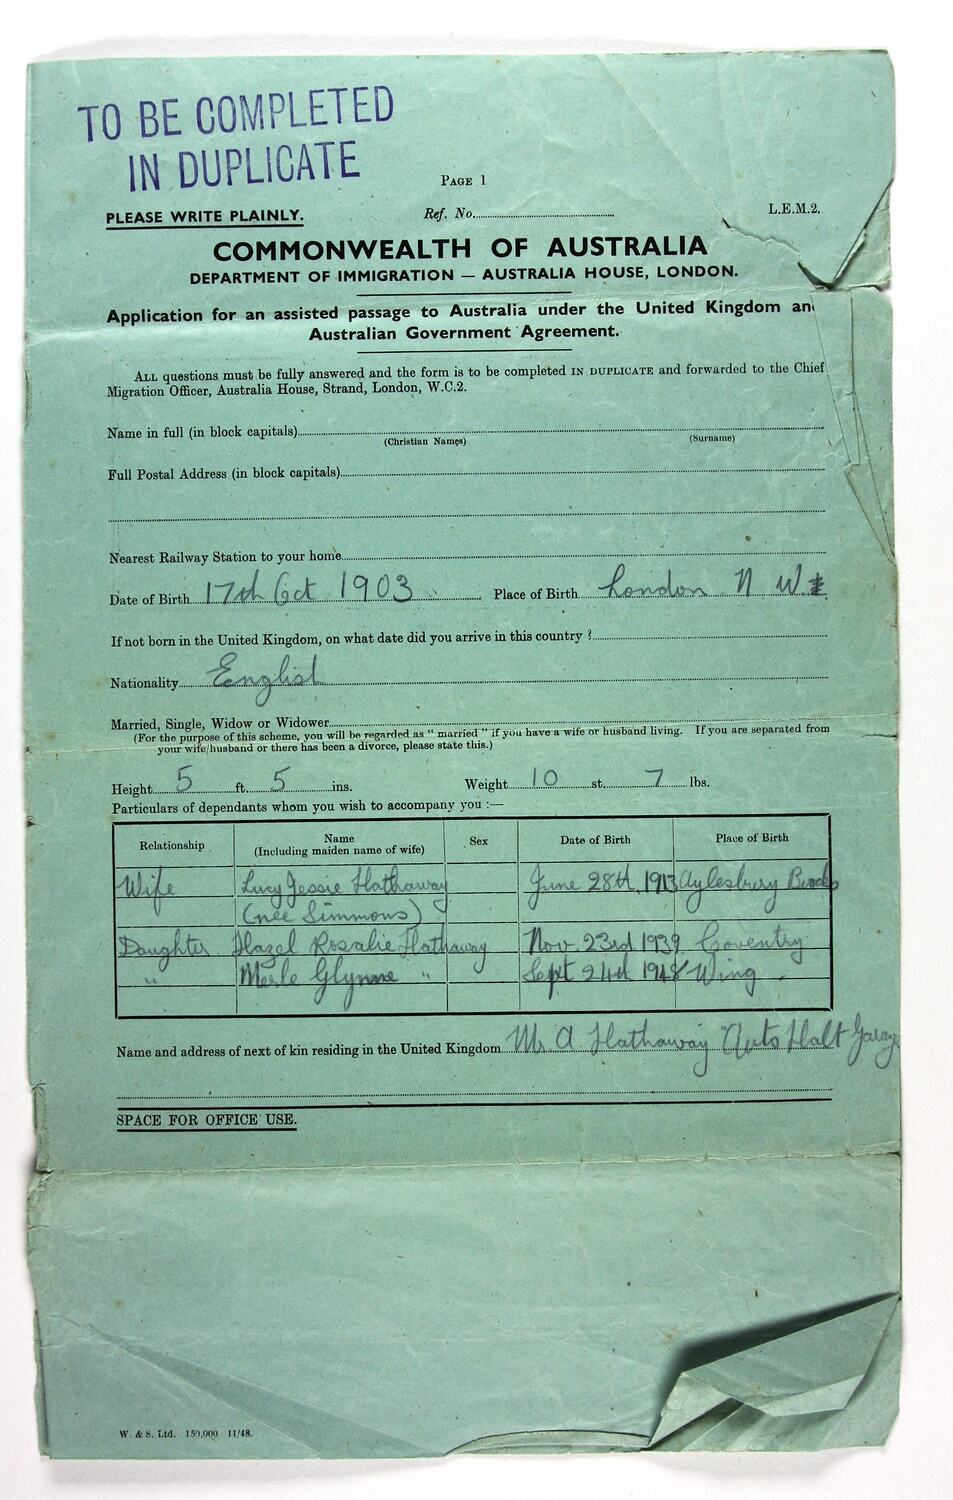 TO BE COMPLETED
IN DUPLICATE
PAGE 1
PLEASE WRITE PLAINLY.
Ref. No.
L.E.M.2.
COMMONWEALTH OF AUSTRALIA
DEPARTMENT OF IMMIGRATION — AUSTRALIA HOUSE, LONDON.
Application for an assisted passage to Australia under the United Kingdom an
Australian Government Agreement.
ALL questions must be fully answered and the form is to be completed IN DUPLICATE and forwarded to the Chief
Migration Officer, Australia House, Strand, London, W.C.2.
Name in full (in block capitals)
(Christian Names) (Surname)
Full Postal Address (in block capitals)
Nearest Railway Station to your home
Date of Birth 17th Oct 1903 Place of Birth London N W
If not born in the United Kingdom, on what date did you arrive in this country ?
Nationality English
Married, Single, Widow or Widower
(For the purpose of this scheme, you will be regarded as “ married ” if you have a wife or husband living. If you are separated from
your wife/husband or there has been a divorce, please state this.)
Height 5 ft. 5 ins. Weight 10 st. 7 lbs.
Particulars of dependants whom you wish to accompany you :—
Relationship Name Sex Date of Birth Place of Birth
(Including maiden name of wife)
Wife Lucy Jessie Hathaway June 28th 1913 Aylesbury Bucks
(nee Simmons)
Daughter Hazel Rosalie Hathaway Nov 23rd 1939 Coventry
" Merle Glynne " Sept 24th 1948 Wing
Name and address of next of kin residing in the United Kingdom Mr A. Hathaway "Auto Halt Garag
SPACE FOR OFFICE USE.
W. & S. Ltd. 150,000 11/48.